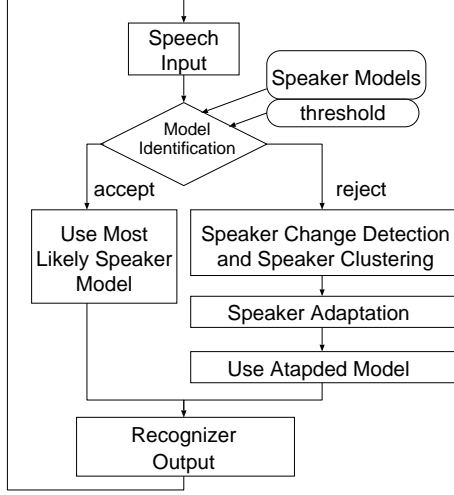 Speech
Input
Speaker Models
threshold
Model
Identification
accept
reject
Use Most
Likely Speaker
Model
Speaker Change Detection
and Speaker Clustering
Speaker Adaptation
Use Atapded Model
Recognizer
Output